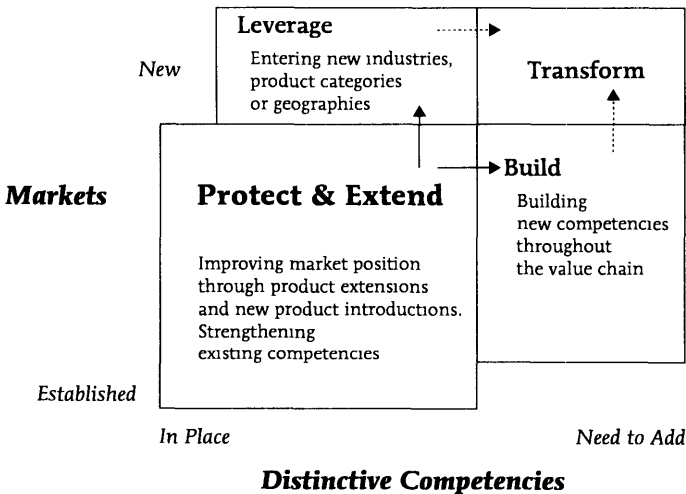 Leverage
Entering new industries,
product categories
or geographies
New
Transform
Markets
Protect & Extend
Build
Building
new competencies
throughout
the value chain
Improving market position
through product extensions
and new product introductions.
Strengthening
existing competencies
Established
In Place
Need to Add
Distinctive Competencies